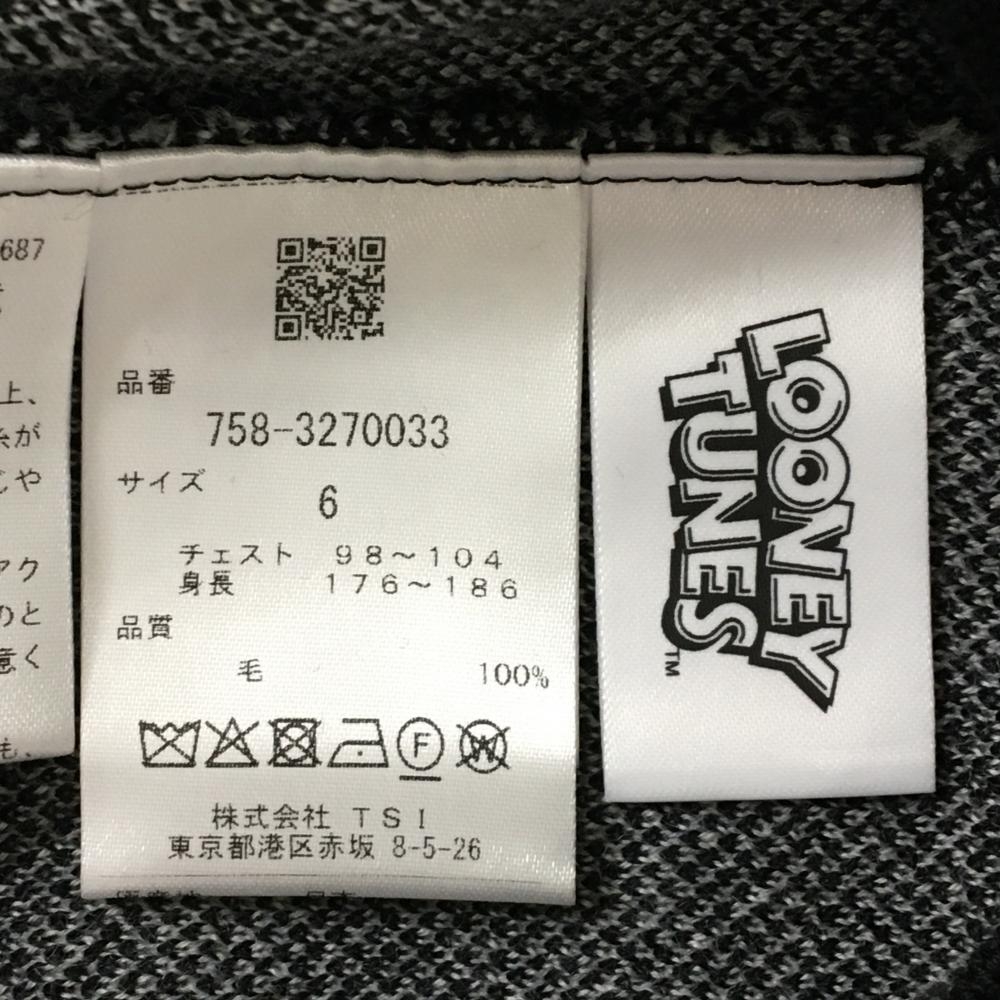 687
上、
糸が
じや
アク
のと
意く
も、
品番
758-3270033
サイズ
6
チェスト 98～104
身長 176～186
品質
毛 100%
F
W
株式会社 TSI
東京都港区赤坂 8-5-26
LOONEY
TUNES
TM